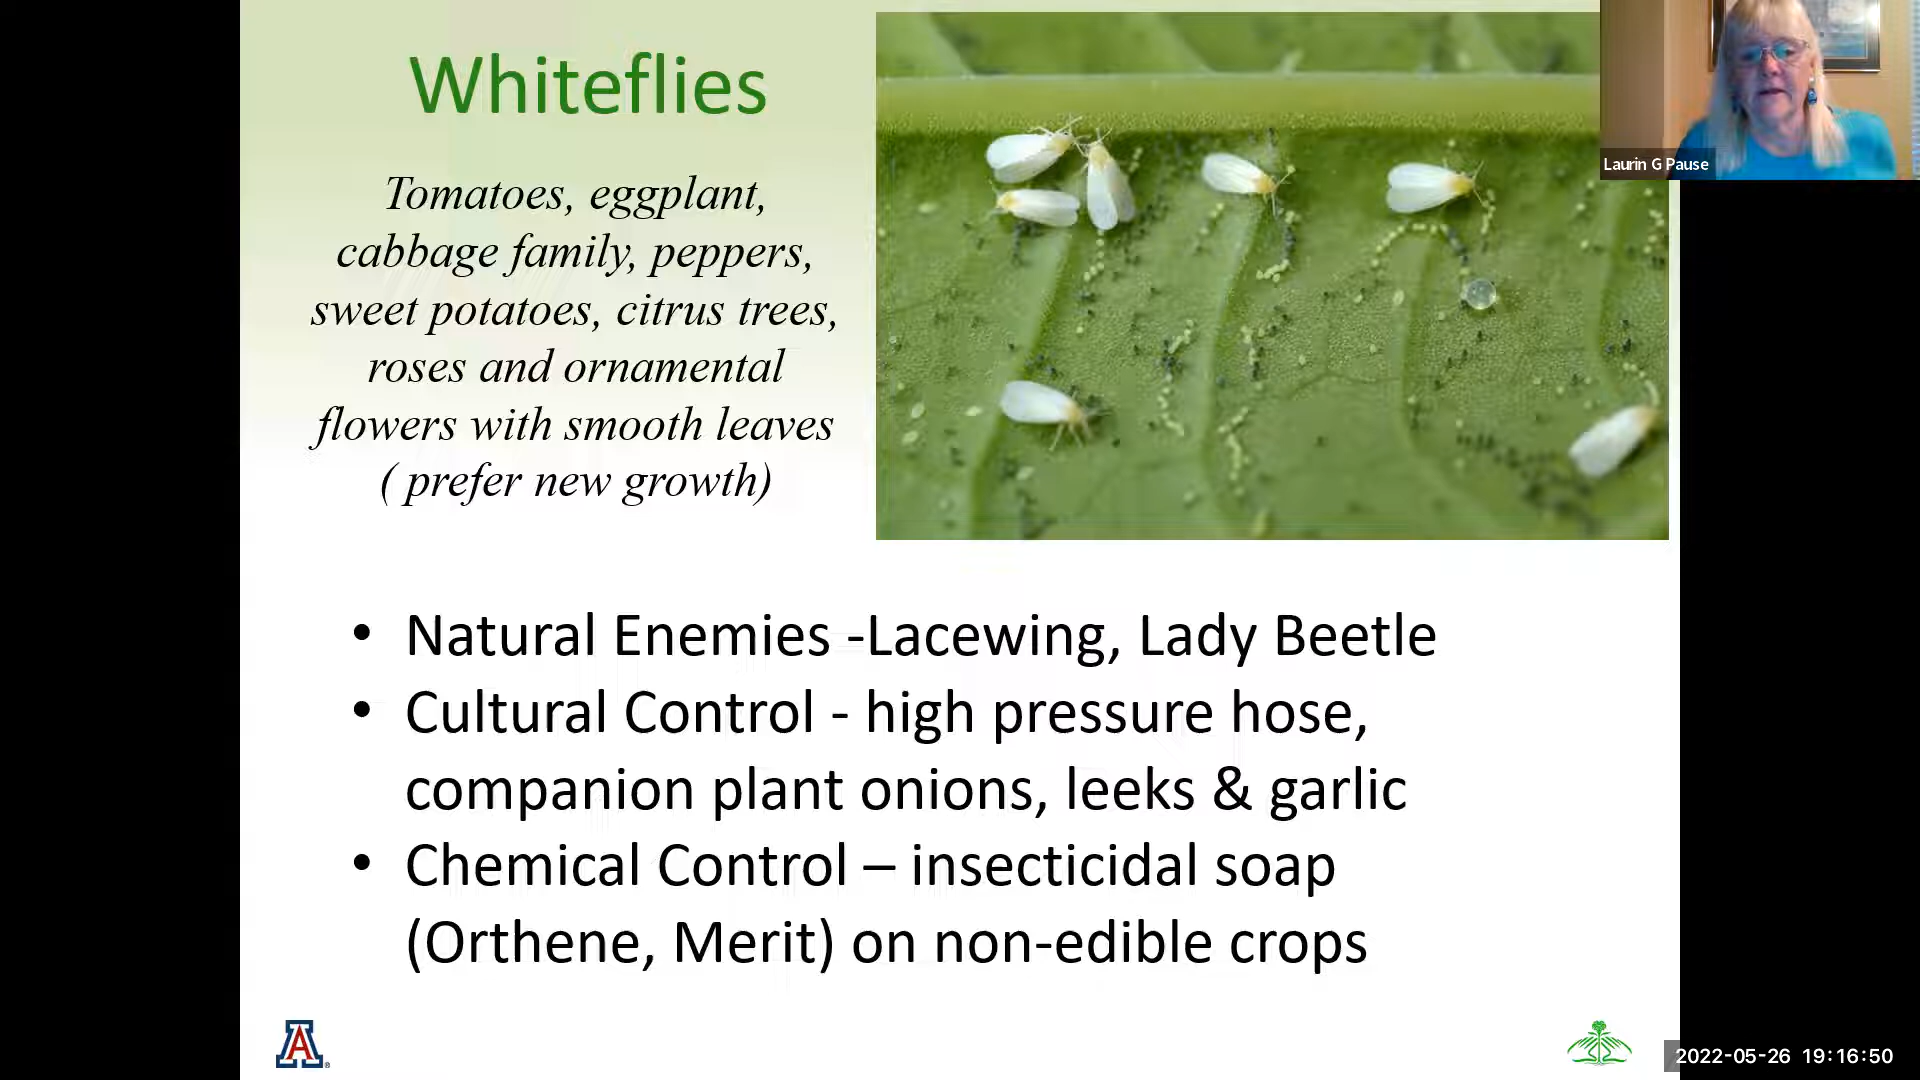 Whiteflies
Tomatoes, eggplant,
cabbage family, peppers,
sweet potatoes, citrus trees,
roses and ornamental
flowers with smooth leaves
( prefer new growth)
Laurin G Pause
• Natural Enemies -Lacewing, Lady Beetle
• Cultural Control - high pressure hose,
companion plant onions, leeks & garlic
• Chemical Control – insecticidal soap
(Orthene, Merit) on non-edible crops
A
2022-05-26 19:16:50